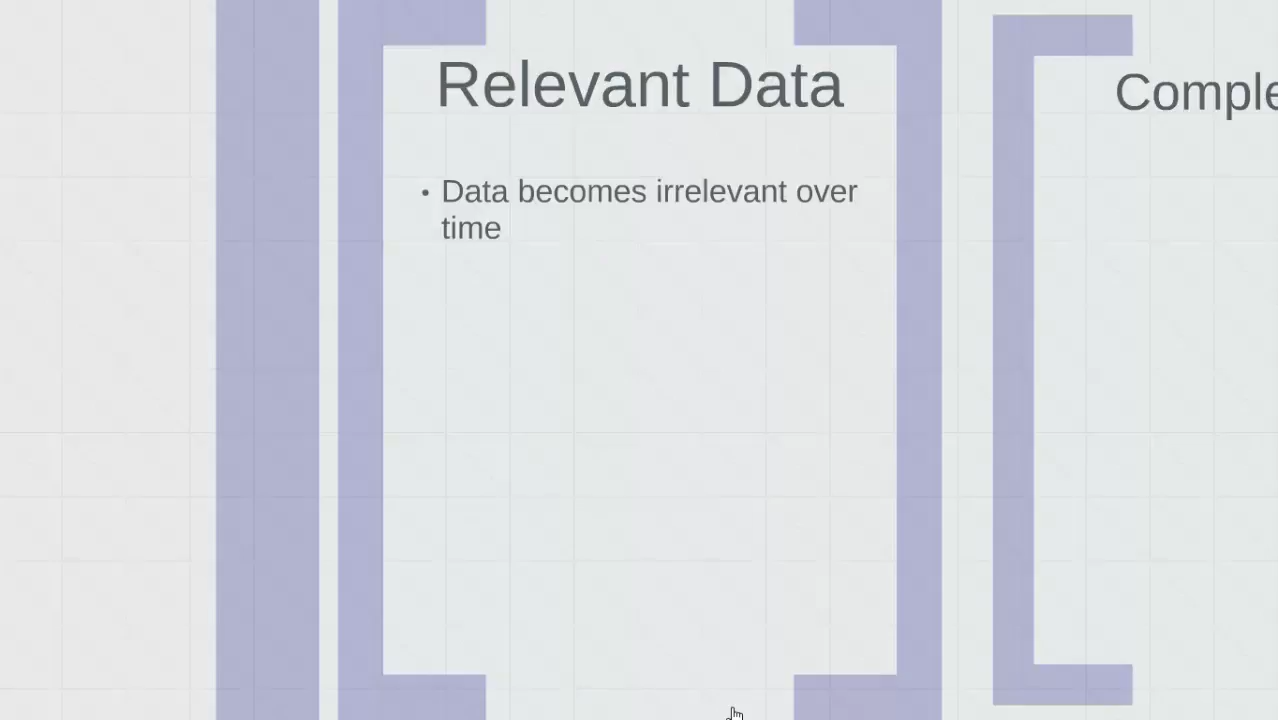 Relevant Data
• Data becomes irrelevant over
time
Comple